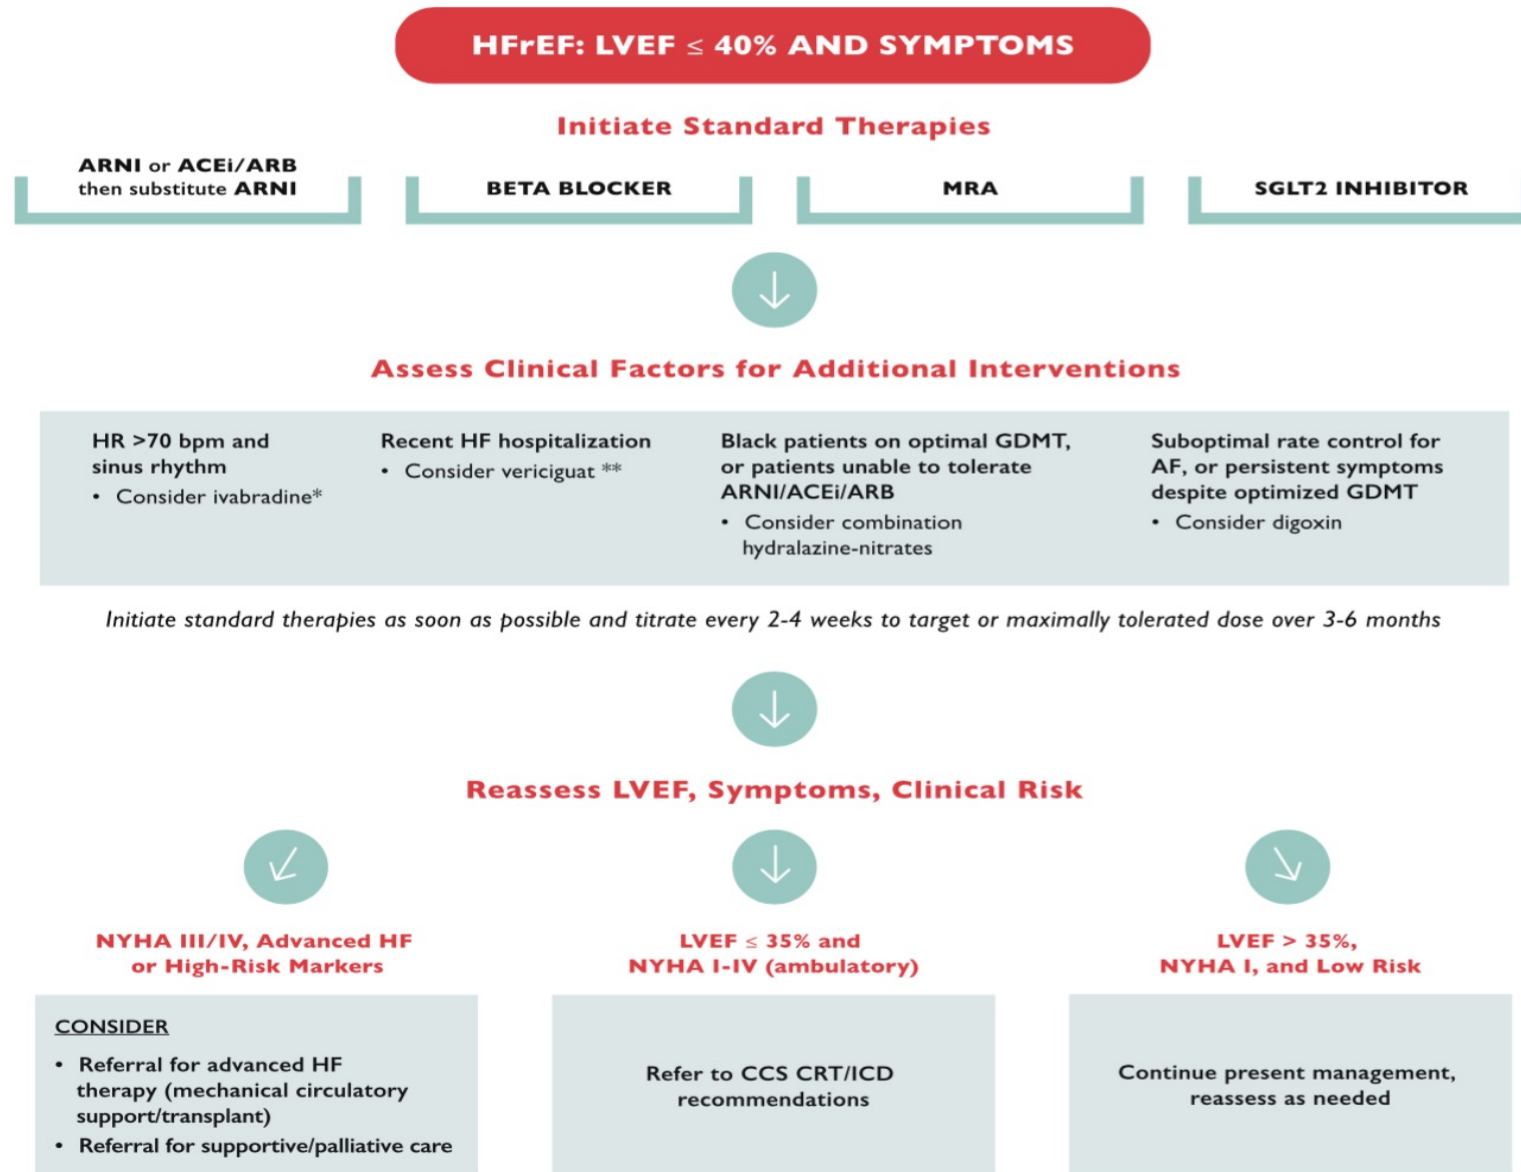 HFrEF: LVEF ≤ 40% AND SYMPTOMS
Initiate Standard Therapies
ARNI or ACEi/ARB
then substitute ARNI
BETA BLOCKER
MRA
SGLT2 INHIBITOR
Assess Clinical Factors for Additional Interventions
HR >70 bpm and
sinus rhythm
• Consider ivabradine*
Recent HF hospitalization
• Consider vericiguat **
Black patients on optimal GDMT,
or patients unable to tolerate
ARNI/ACEi/ARB
• Consider combination
hydralazine-nitrates
Suboptimal rate control for
AF, or persistent symptoms
despite optimized GDMT
• Consider digoxin
Initiate standard therapies as soon as possible and titrate every 2-4 weeks to target or maximally tolerated dose over 3-6 months
Reassess LVEF, Symptoms, Clinical Risk
NYHA III/IV, Advanced HF
or High-Risk Markers
CONSIDER
• Referral for advanced HF
therapy (mechanical circulatory
support/transplant)
• Referral for supportive/palliative care
LVEF ≤ 35% and
NYHA I-IV (ambulatory)
Refer to CCS CRT/ICD
recommendations
LVEF > 35%,
NYHA I, and Low Risk
Continue present management,
reassess as needed